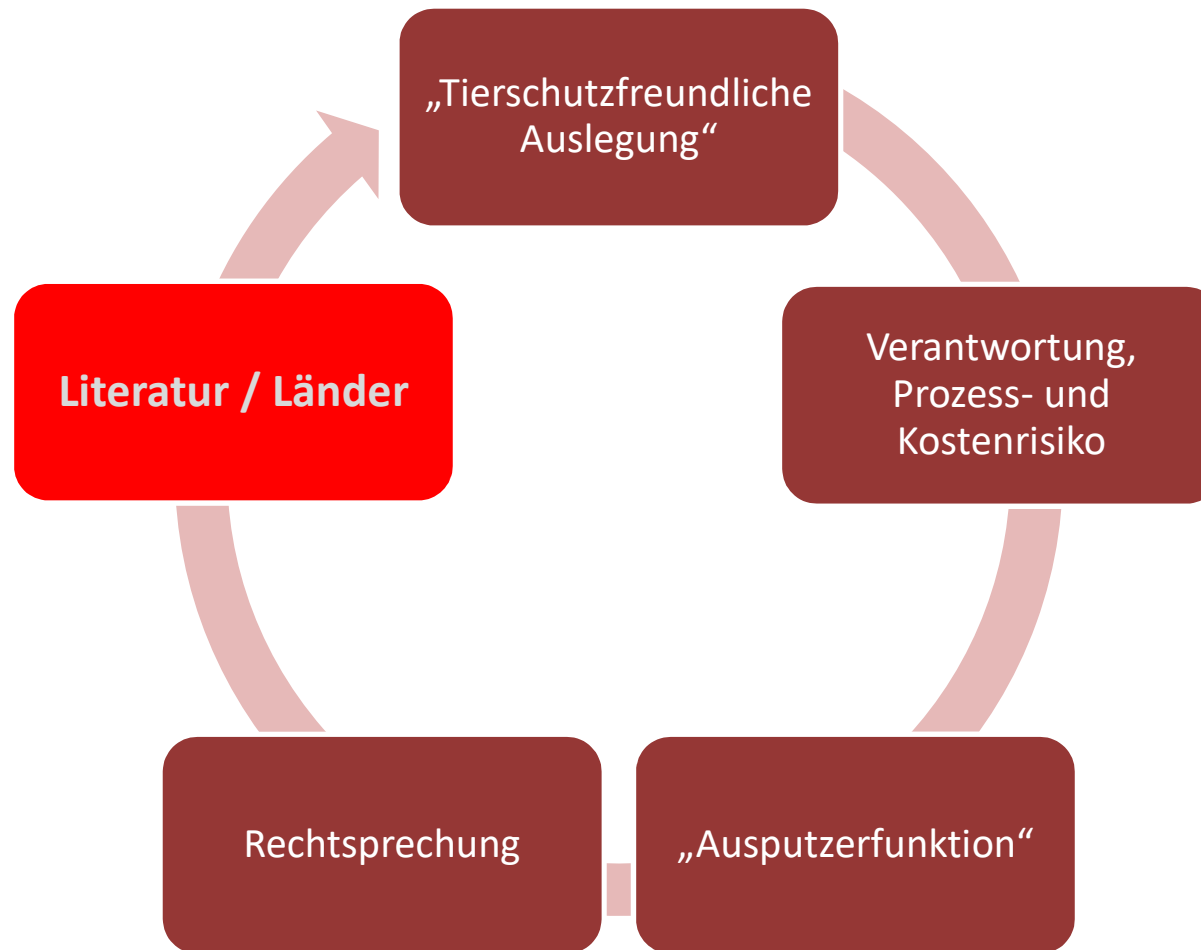 „Tierschutzfreundliche
Auslegung“
Verantwortung,
Prozess- und
Kostenrisiko
„Ausputzerfunktion“
Rechtsprechung
Literatur / Länder